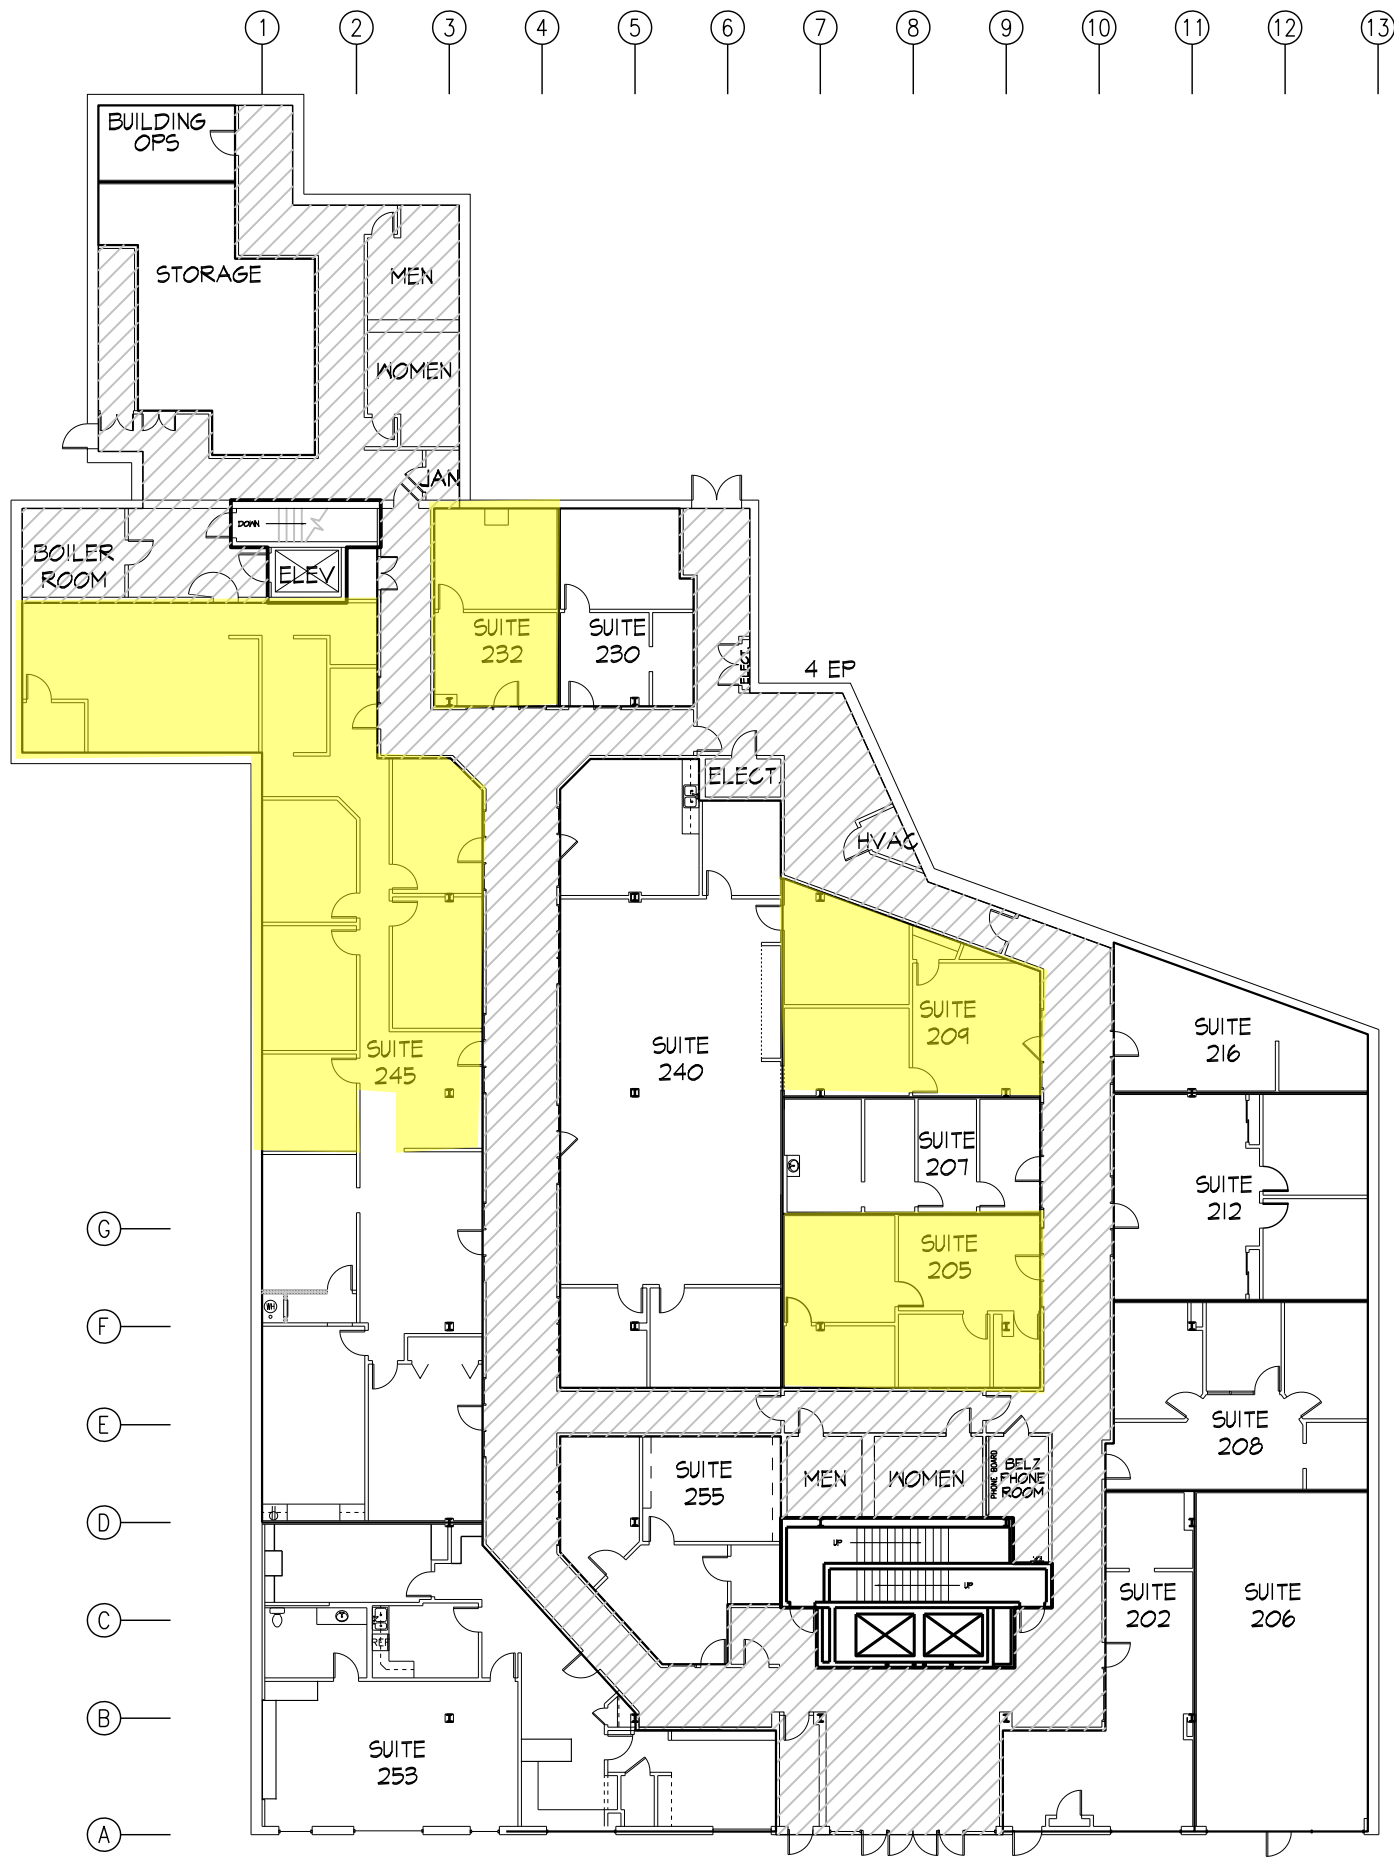 1 2 3 4 5 6 7 8 9 10 11 12 13
BUILDING
OPS
STORAGE
MEN
WOMEN
JAN
DOWN
BOILER
ROOM
ELEV
SUITE
232
SUITE
230
ELECT.
4 EP
ELECT.
HVAC
SUITE
209
SUITE
245
SUITE
240
SUITE
216
SUITE
207
SUITE
212
G
SUITE
205
WH
F
E
SUITE
208
SUITE
255
MEN
WOMEN
PHONE BOARD
BELZ
PHONE
ROOM
D
UP
UP
C
REF
SUITE
202
SUITE
206
B
SUITE
253
A